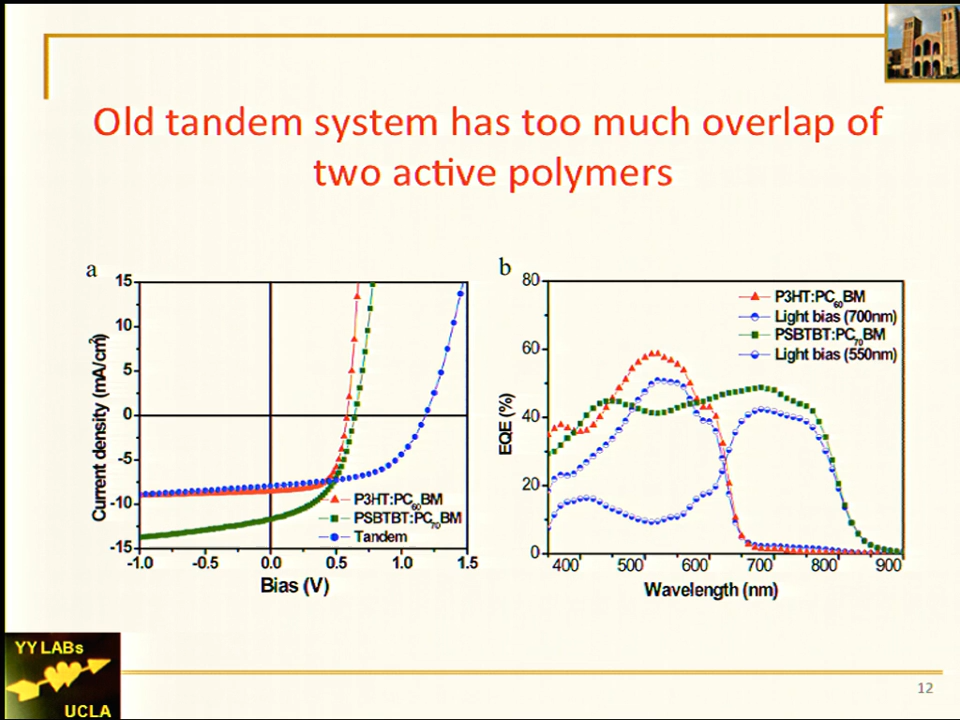 Old tandem system has too much overlap of
two active polymers
a
15
10
5
0
-5
-10
-15
-1.0
-0.5
0.0
0.5
1.0
1.5
Current density (mA/cm²)
Bias (V)
P3HT:PC₆₀BM
PSBTBT:PC₇₀BM
Tandem
b
80
60
40
20
0
400
500
600
700
800
900
EQE (%)
Wavelength (nm)
P3HT:PC₆₀BM
Light bias (700nm)
PSBTBT:PC₇₀BM
Light bias (550nm)
YY LABs
UCLA
12